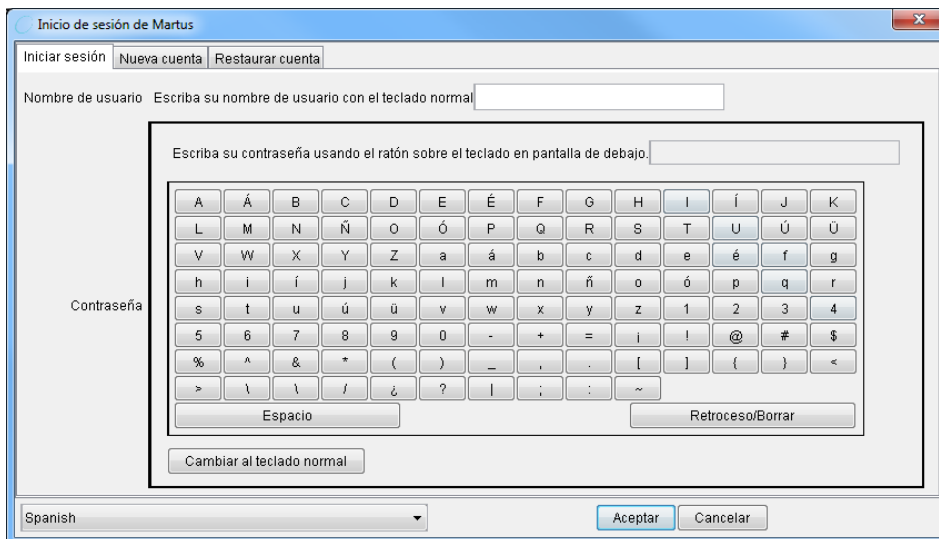 Inicio de sesión de Martus
Iniciar sesión Nueva cuenta Restaurar cuenta
Nombre de usuario Escriba su nombre de usuario con el teclado normal
Escriba su contraseña usando el ratón sobre el teclado en pantalla de debajo.
A Á B C D E É F G H I Í J K
L M N Ñ O Ó P Q R S T U Ú Ü
V W X Y Z a á b c d e é f g
h i í j k l m n ñ o ó p q r
Contraseña
s t u ú ü v w x y z 1 2 3 4
5 6 7 8 9 0 - + = ¡ ! @ # $
% ^ & * ( ) _ , . [ ] { } <
> \ \ / ¿ ? | ; : ~
Espacio Retroceso/Borrar
Cambiar al teclado normal
Spanish Aceptar Cancelar